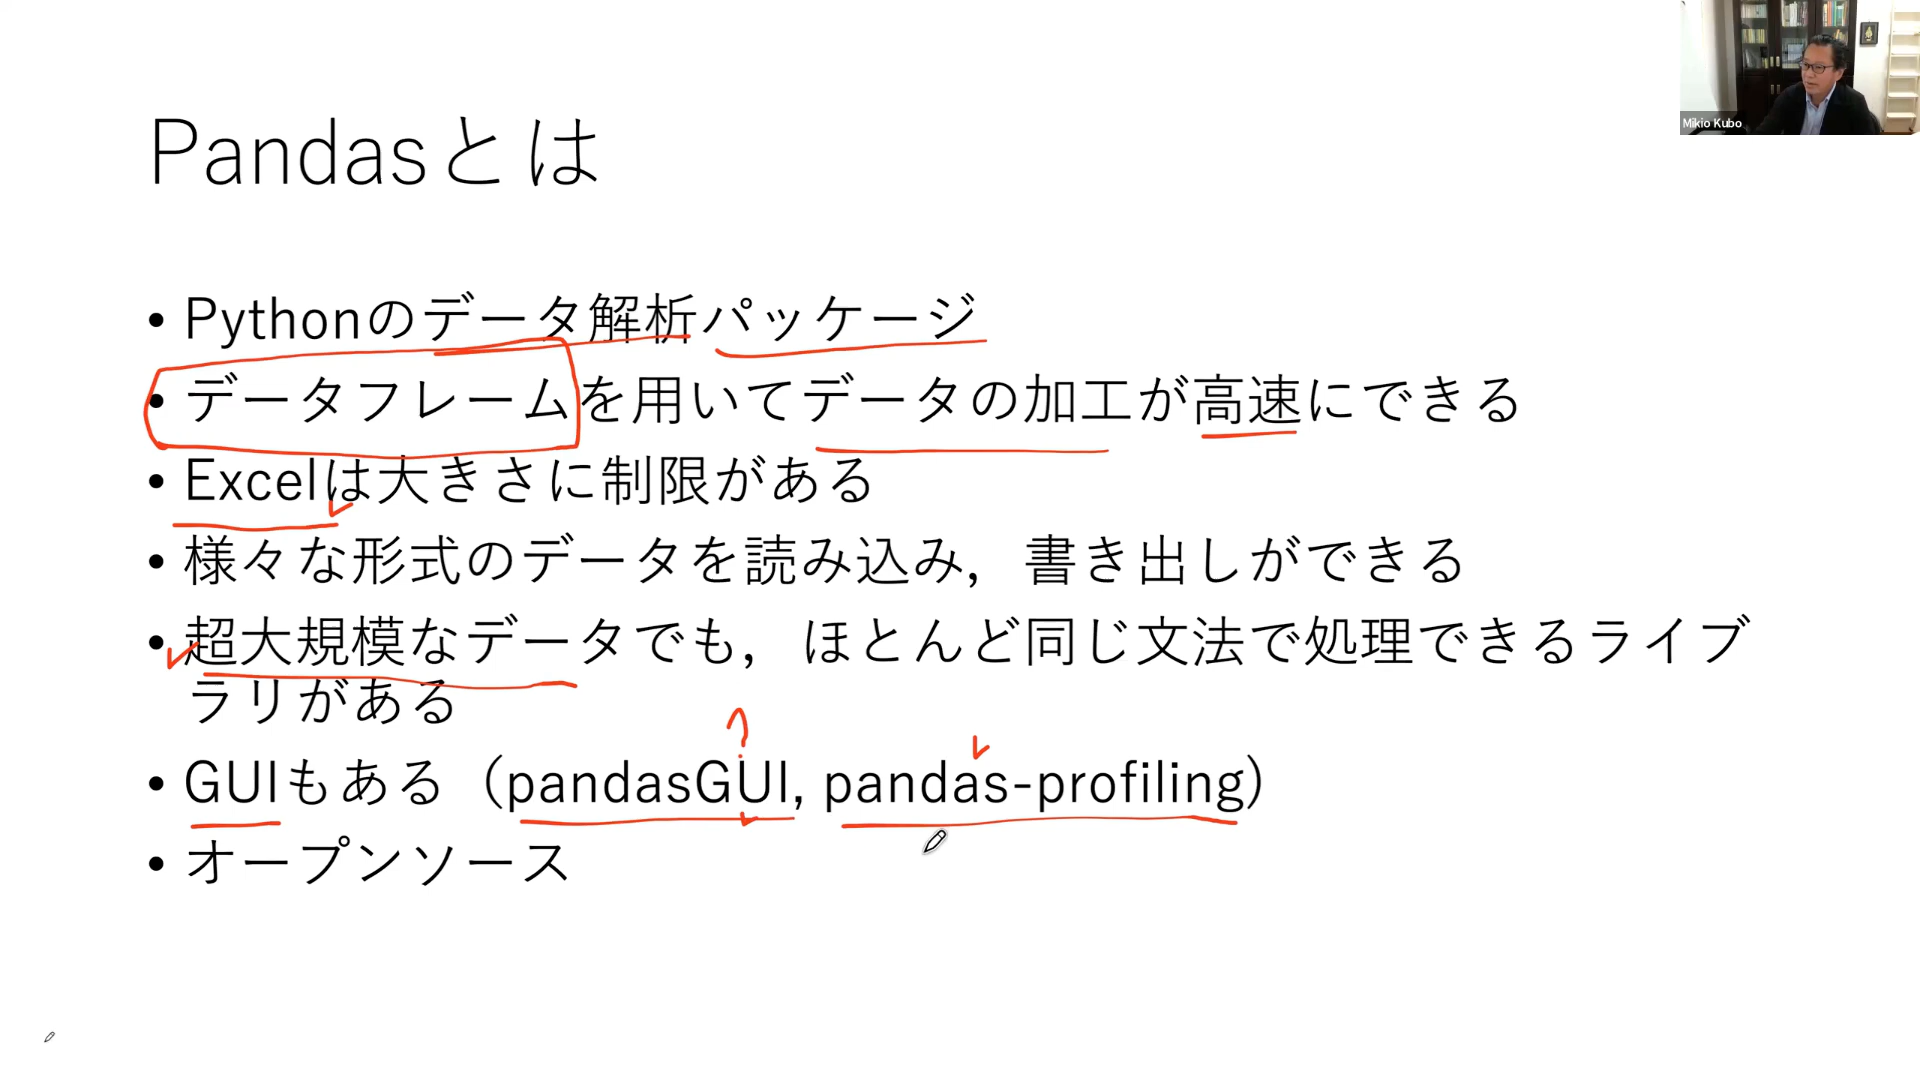 Mikio Kubo
Pandasとは
• Pythonのデータ解析パッケージ
• データフレームを用いてデータの加工が高速にできる
• Excelは大きさに制限がある
• 様々な形式のデータを読み込み，書き出しができる
• 超大規模なデータでも，ほとんど同じ文法で処理できるライブ
ラリがある
?
• GUIもある（pandasGUI, pandas-profiling）
• オープンソース